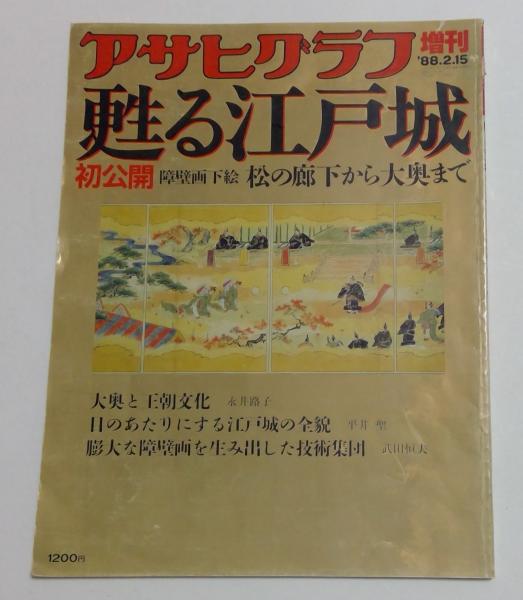 アサヒグラフ 増刊
'88.2.15
甦る江戸城
初公開 障壁画下絵 松の廊下から大奥まで
大奥と王朝文化 永井路子
目のあたりにする江戸城の全貌 平井 聖
膨大な障壁画を生み出した技術集団 武田恒夫
1200円